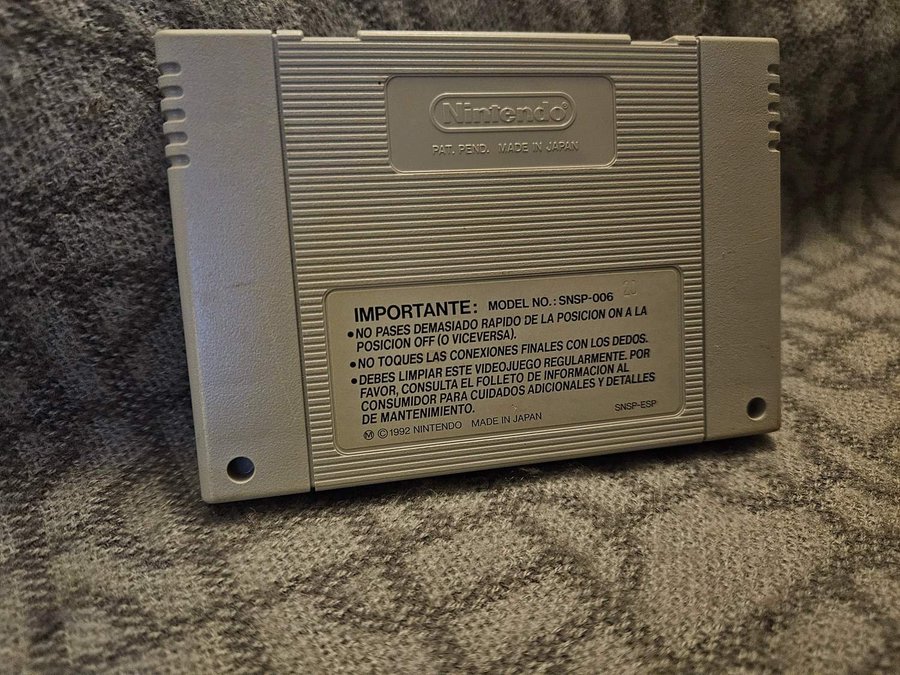 Nintendo®
PAT. PEND. MADE IN JAPAN
IMPORTANTE: MODEL NO.: SNSP-006 20
•NO PASES DEMASIADO RAPIDO DE LA POSICION ON A LA
POSICION OFF (O VICEVERSA).
•NO TOQUES LAS CONEXIONES FINALES CON LOS DEDOS.
•DEBES LIMPIAR ESTE VIDEOJUEGO REGULARMENTE. POR
FAVOR, CONSULTA EL FOLLETO DE INFORMACION AL
CONSUMIDOR PARA CUIDADOS ADICIONALES Y DETALLES
DE MANTENIMIENTO.
Ⓜ ©1992 NINTENDO MADE IN JAPAN SNSP-ESP